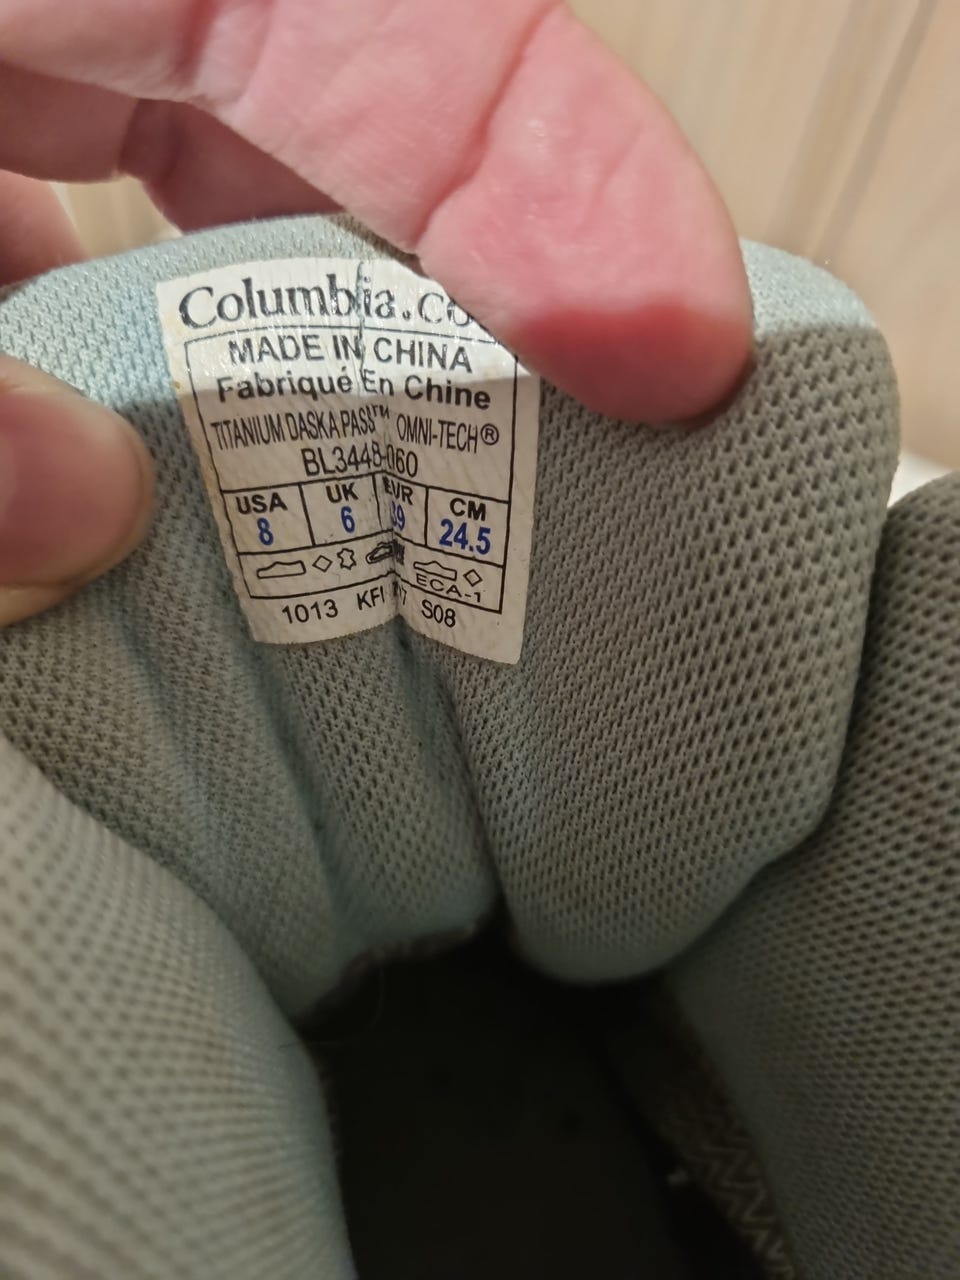 Columbia.co
MADE IN CHINA
Fabriqué En Chine
TITANIUM DASKA PASS™ OMNI-TECH®
BL3448-060
USA UK EUR CM
8 6 39 24.5
ECA-1
1013 KFI S08